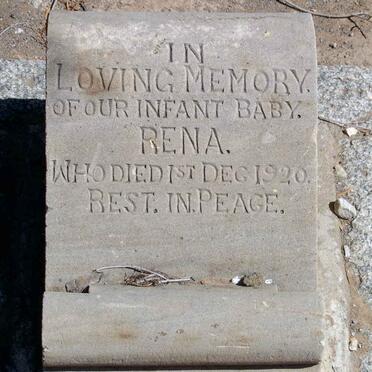 IN
LOVING MEMORY.
OF OUR INFANT BABY.
RENA.
WHO DIED 1ST DEC 1920.
REST. IN. PEACE.